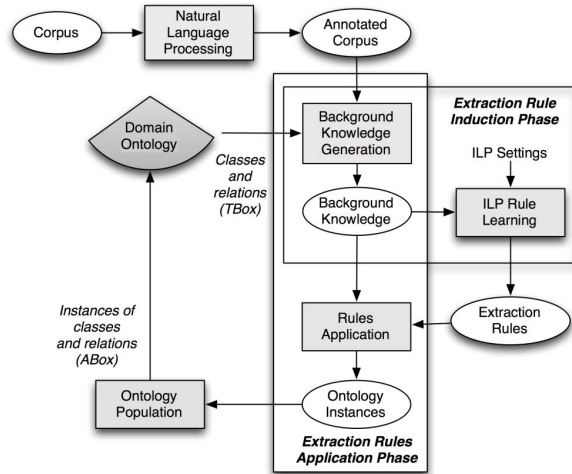 Corpus
Natural
Language
Processing
Annotated
Corpus
Extraction Rule
Induction Phase
Domain
Ontology
Background
Knowledge
Generation
ILP Settings
Classes
and
relations
(TBox)
Background
Knowledge
ILP Rule
Learning
Instances of
classes
and relations
(ABox)
Rules
Application
Extraction
Rules
Ontology
Population
Ontology
Instances
Extraction Rules
Application Phase